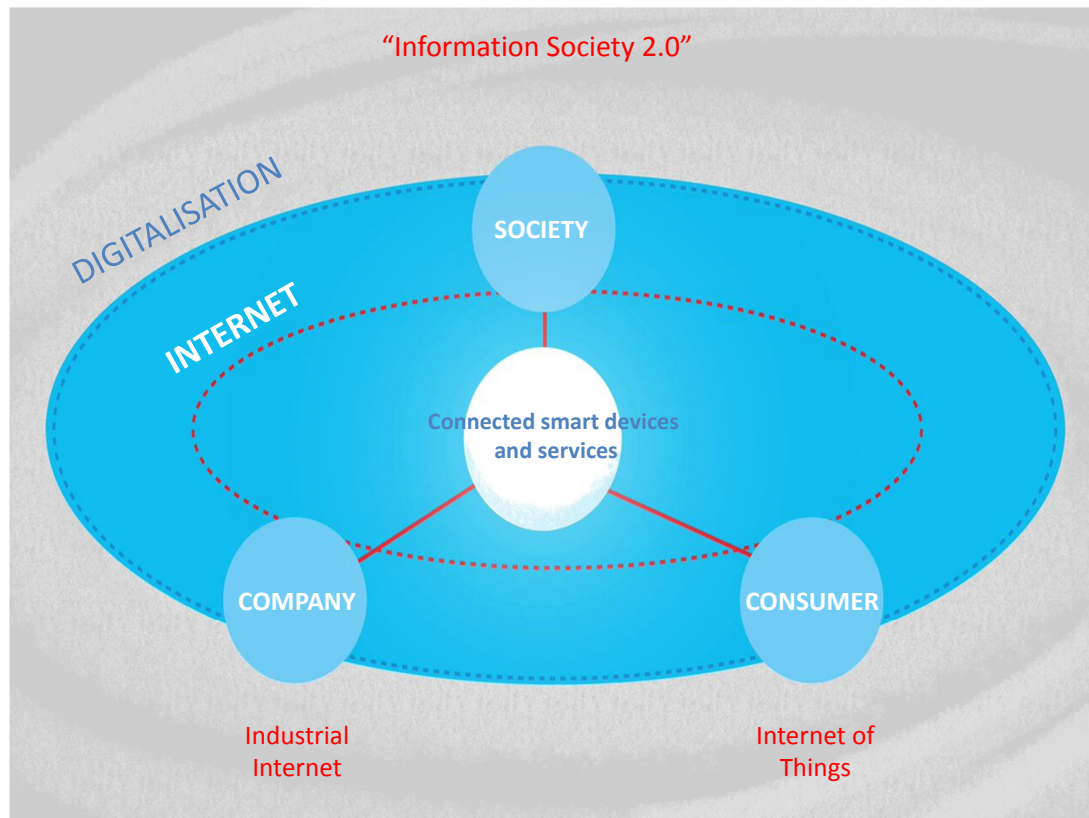 “Information Society 2.0”
DIGITALISATION
SOCIETY
INTERNET
Connected smart devices
and services
COMPANY
CONSUMER
Industrial
Internet
Internet of
Things